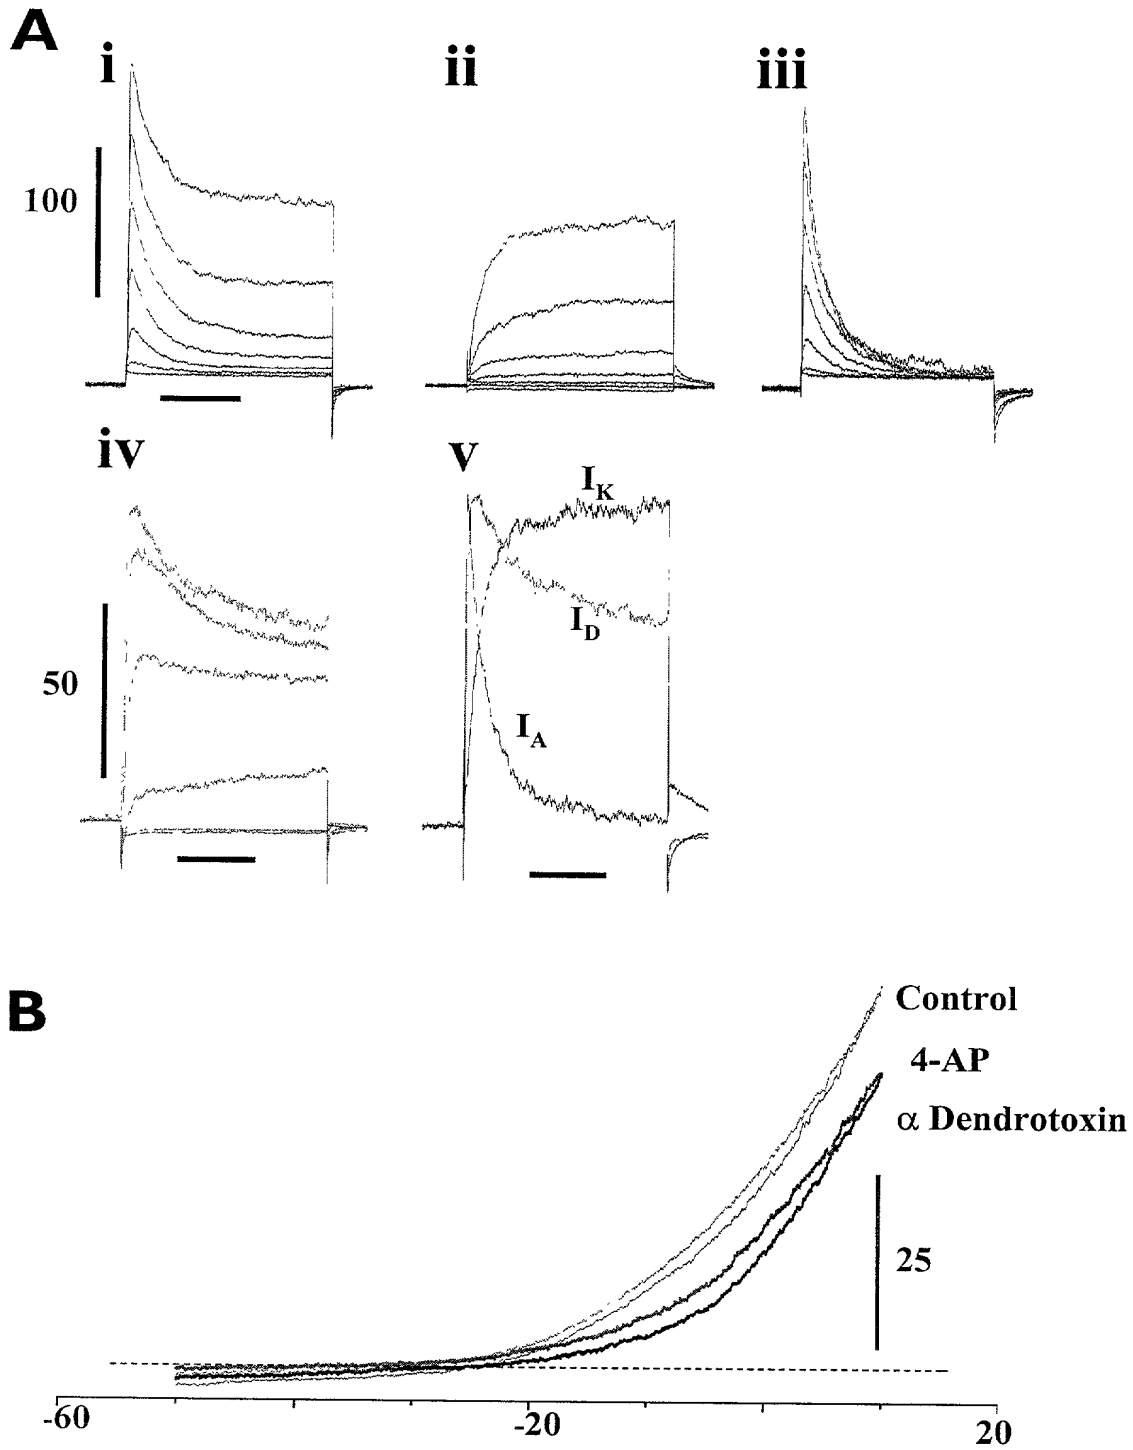 A
i
ii
iii
100
iv
v
I_K
50
I_D
I_A
B
Control
4-AP
α Dendrotoxin
25
-60
-20
20